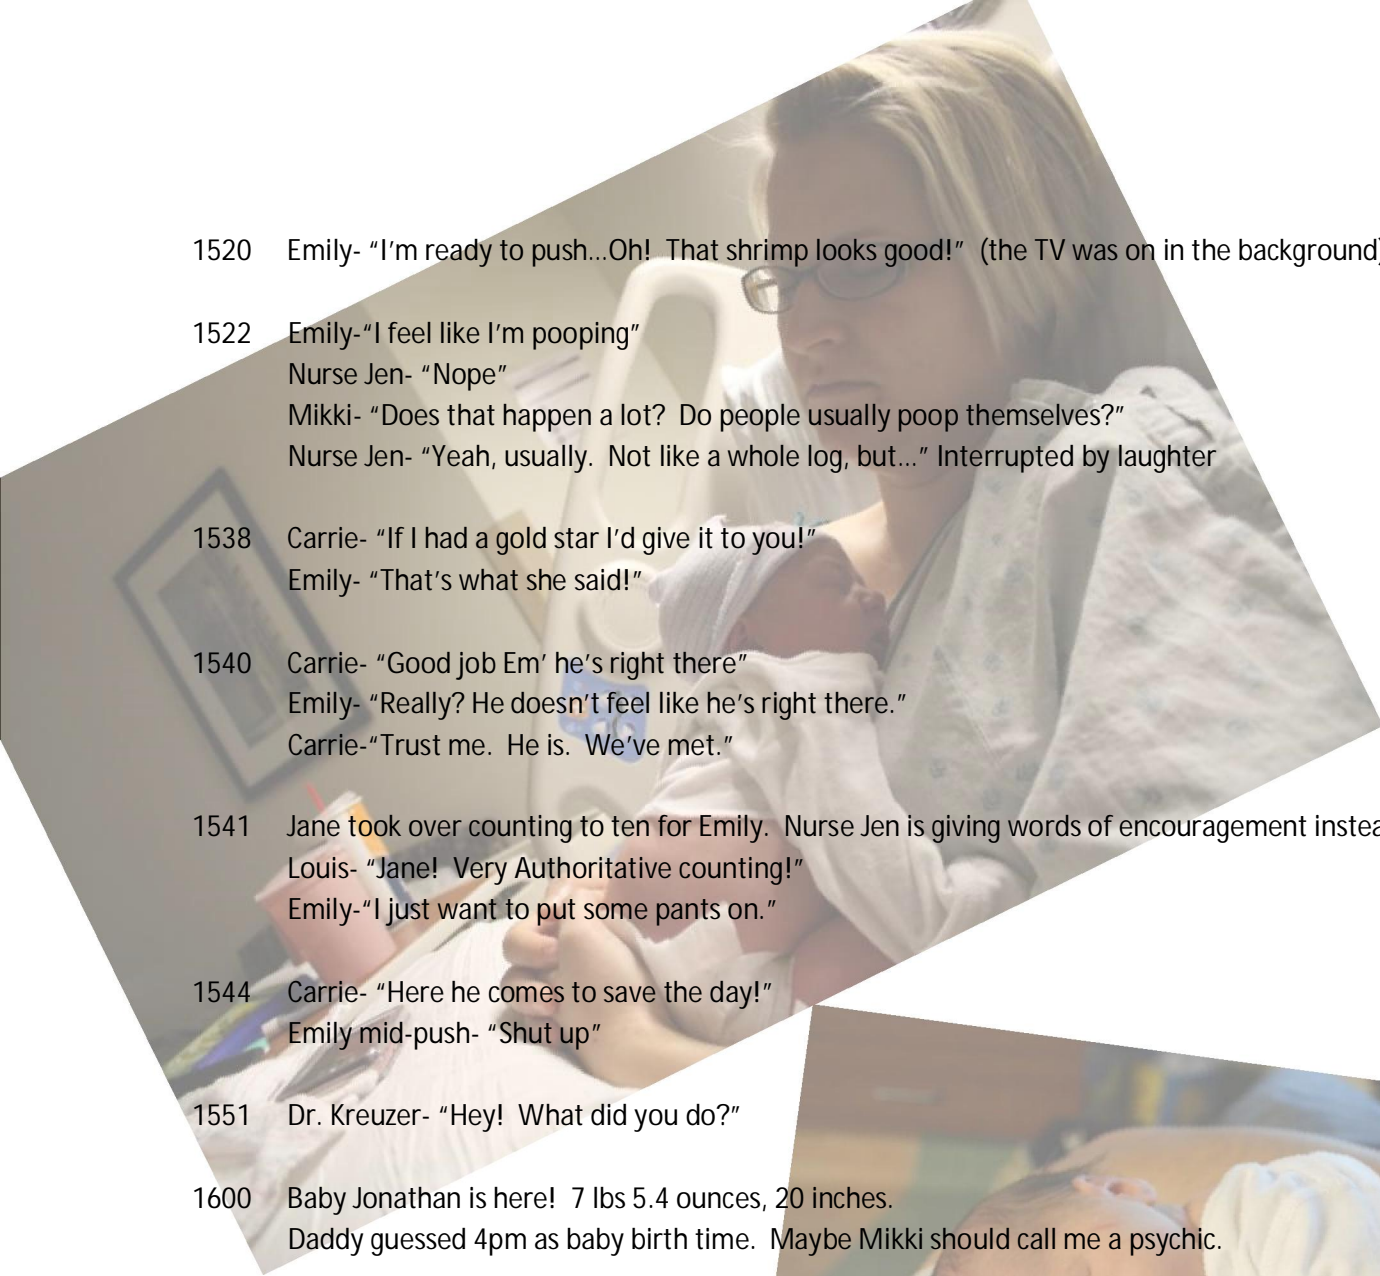 1520 Emily- “I’m ready to push…Oh! That shrimp looks good!” (the TV was on in the background)
1522 Emily-“I feel like I’m pooping”
Nurse Jen- “Nope”
Mikki- “Does that happen a lot? Do people usually poop themselves?”
Nurse Jen- “Yeah, usually. Not like a whole log, but…” Interrupted by laughter
1538 Carrie- “If I had a gold star I’d give it to you!”
Emily- “That’s what she said!”
1540 Carrie- “Good job Em’ he’s right there”
Emily- “Really? He doesn’t feel like he’s right there.”
Carrie-“Trust me. He is. We’ve met.”
1541 Jane took over counting to ten for Emily. Nurse Jen is giving words of encouragement
Louis- “Jane! Very Authoritative counting!”
Emily-“I just want to put some pants on.”
1544 Carrie- “Here he comes to save the day!”
Emily mid-push- “Shut up”
1551 Dr. Kreuzer- “Hey! What did you do?”
1600 Baby Jonathan is here! 7 lbs 5.4 ounces, 20 inches.
Daddy guessed 4pm as baby birth time. Maybe Mikki should call me a psychic.